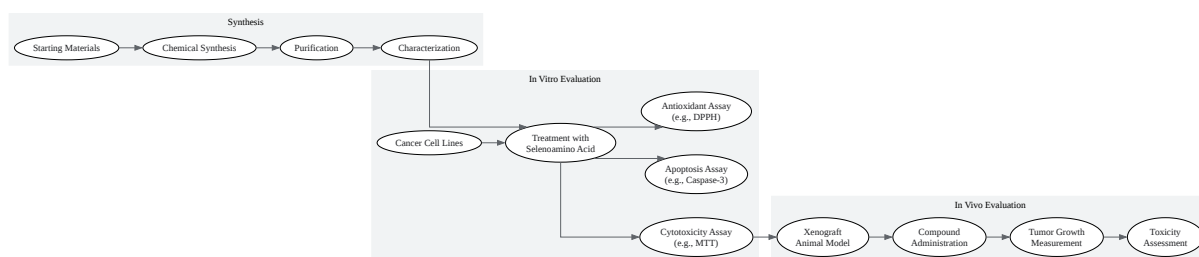 Synthesis
Starting Materials
Chemical Synthesis
Purification
Characterization
In Vitro Evaluation
Antioxidant Assay
(e.g., DPPH)
Cancer Cell Lines
Treatment with
Selenoamino Acid
Apoptosis Assay
(e.g., Caspase-3)
Cytotoxicity Assay
(e.g., MTT)
In Vivo Evaluation
Xenograft
Animal Model
Compound
Administration
Tumor Growth
Measurement
Toxicity
Assessment